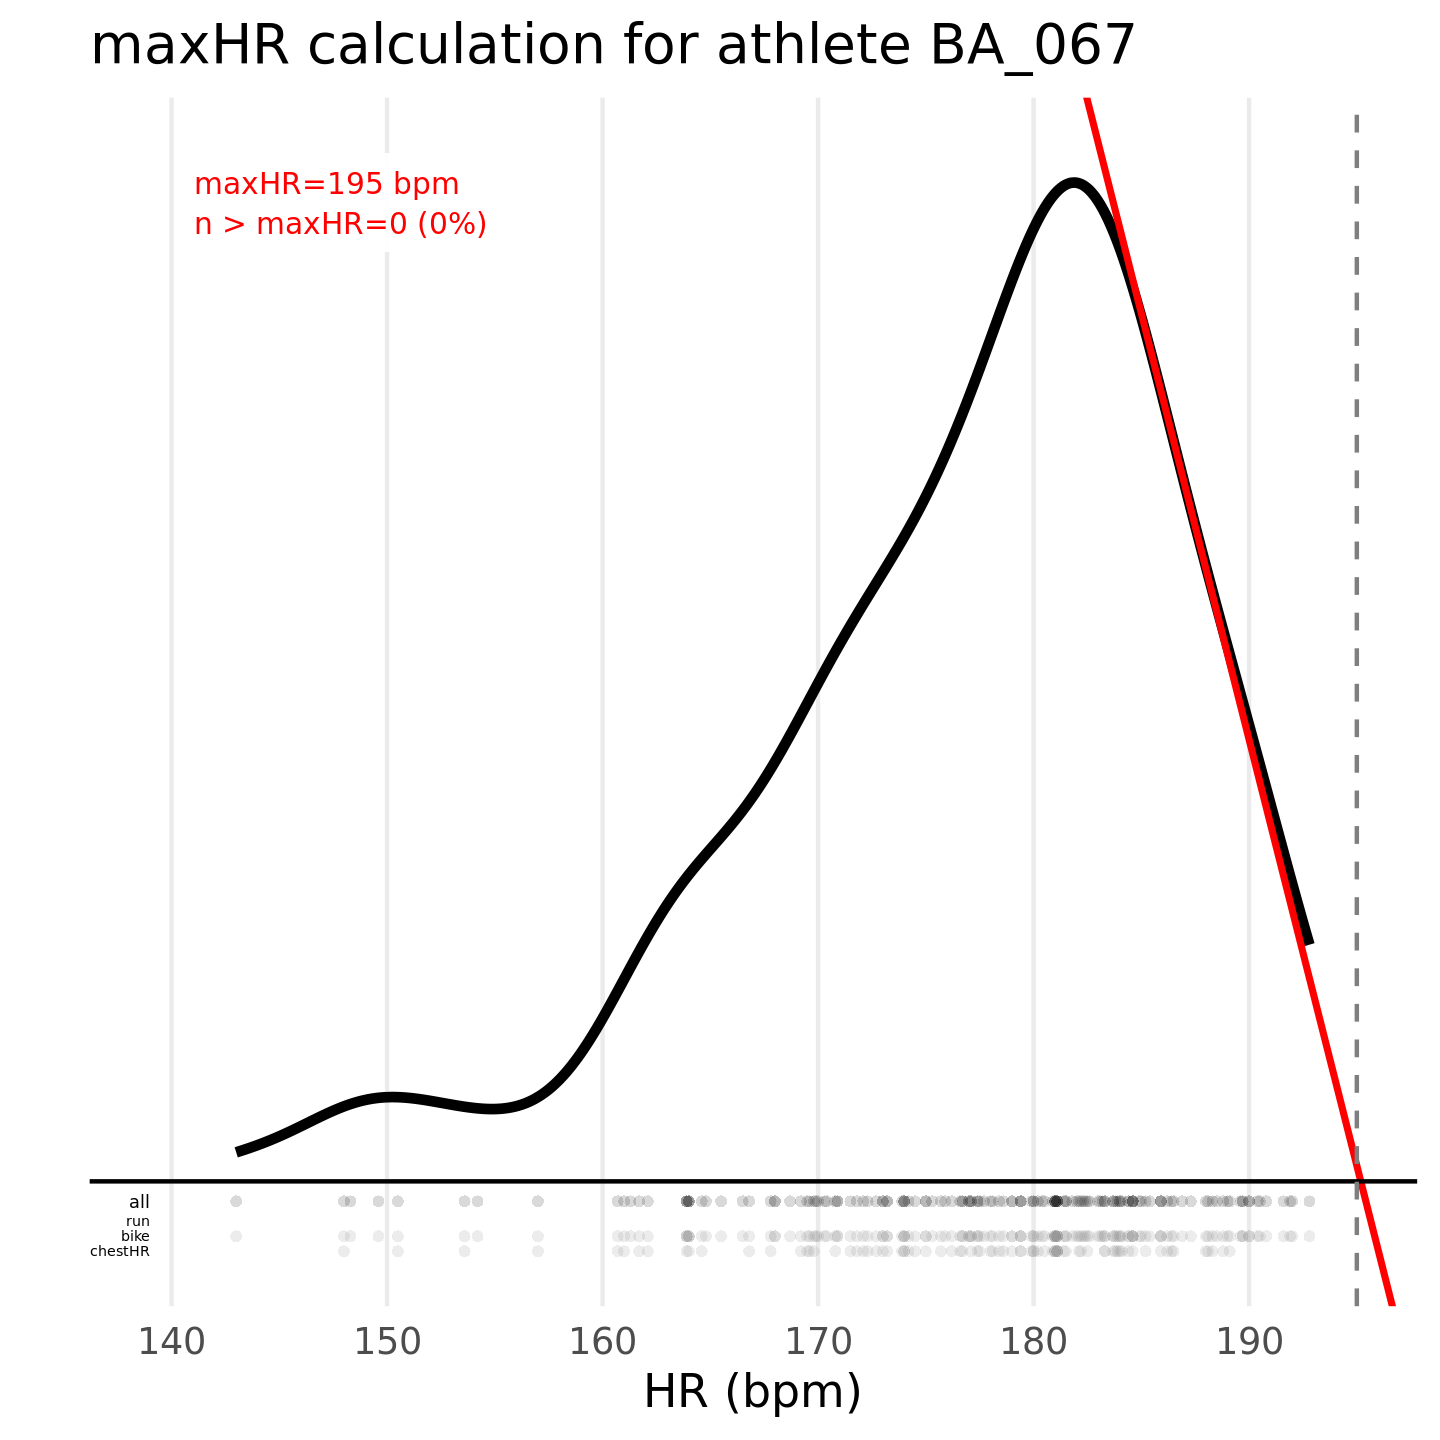 maxHR calculation for athlete BA_067
maxHR=195 bpm
n > maxHR=0 (0%)
all
run
bike
chestHR
140 150 160 170 180 190
HR (bpm)